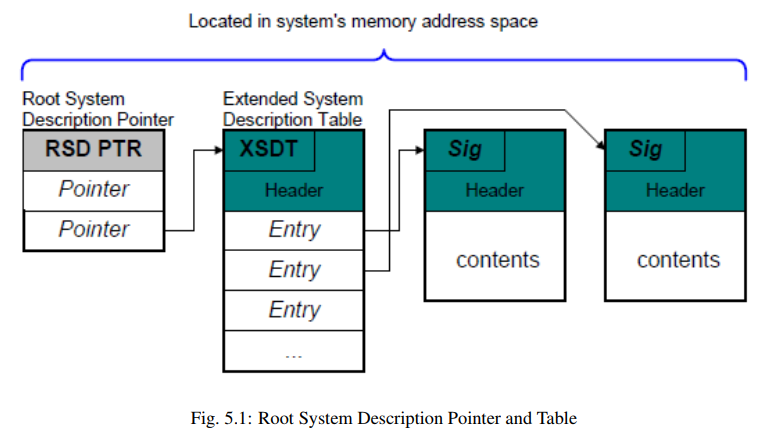 Located in system's memory address space
Root System
Description Pointer
RSD PTR
Pointer
Pointer
Extended System
Description Table
XSDT
Header
Entry
Entry
Entry
...
Sig
Header
contents
Sig
Header
contents
Fig. 5.1: Root System Description Pointer and Table